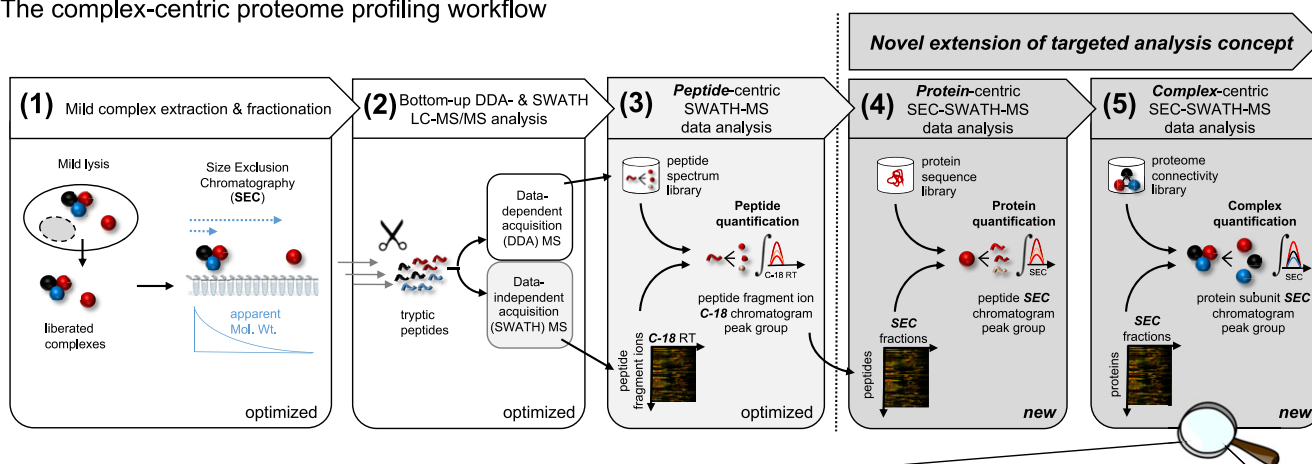 The complex-centric proteome profiling workflow
Novel extension of targeted analysis concept
(1) Mild complex extraction & fractionation
Mild lysis
liberated
complexes
Size Exclusion
Chromatography
(SEC)
apparent
Mol. Wt.
optimized
(2) Bottom-up DDA- & SWATH
LC-MS/MS analysis
tryptic
peptides
Data-
dependent
acquisition
(DDA) MS
Data-
independent
acquisition
(SWATH) MS
optimized
(3) Peptide-centric
SWATH-MS
data analysis
peptide
spectrum
library
Peptide
quantification
C-18 RT
peptide fragment ion
C-18 chromatogram
peak group
C-18 RT
peptide
fragment ions
optimized
(4) Protein-centric
SEC-SWATH-MS
data analysis
protein
sequence
library
Protein
quantification
SEC
peptide SEC
chromatogram
peak group
SEC
fractions
peptides
new
(5) Complex-centric
SEC-SWATH-MS
data analysis
proteome
connectivity
library
Complex
quantification
SEC
protein subunit SEC
chromatogram
peak group
SEC
fractions
proteins
new